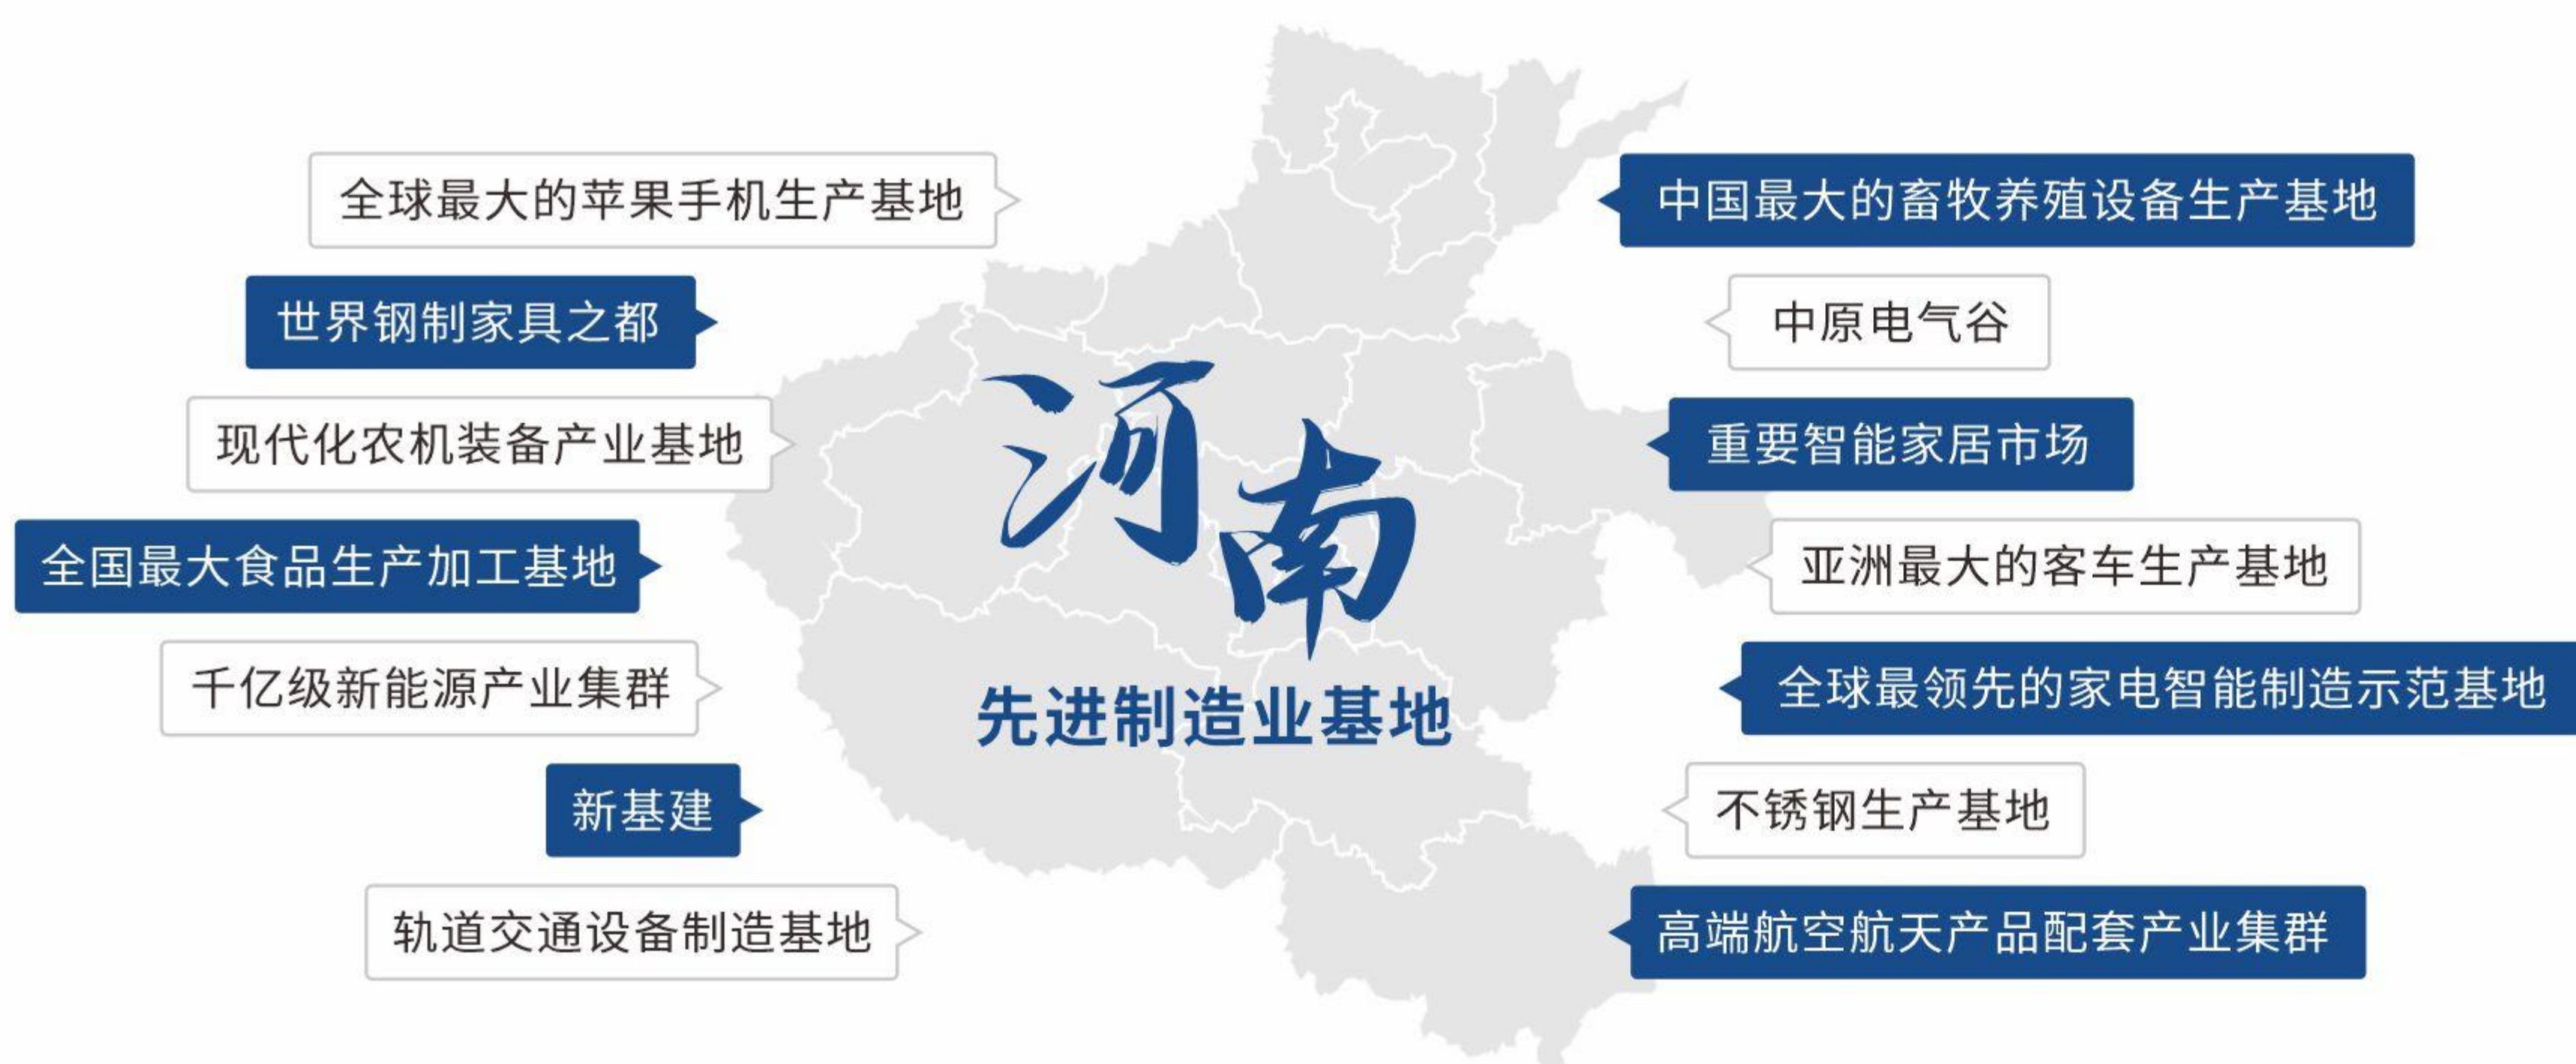 全球最大的苹果手机生产基地
世界钢制家具之都
现代化农机装备产业基地
全国最大食品生产加工基地
千亿级新能源产业集群
新基建
轨道交通设备制造基地
河南
先进制造业基地
中国最大的畜牧养殖设备生产基地
中原电气谷
重要智能家居市场
亚洲最大的客车生产基地
全球最领先的家电智能制造示范基地
不锈钢生产基地
高端航空航天产品配套产业集群